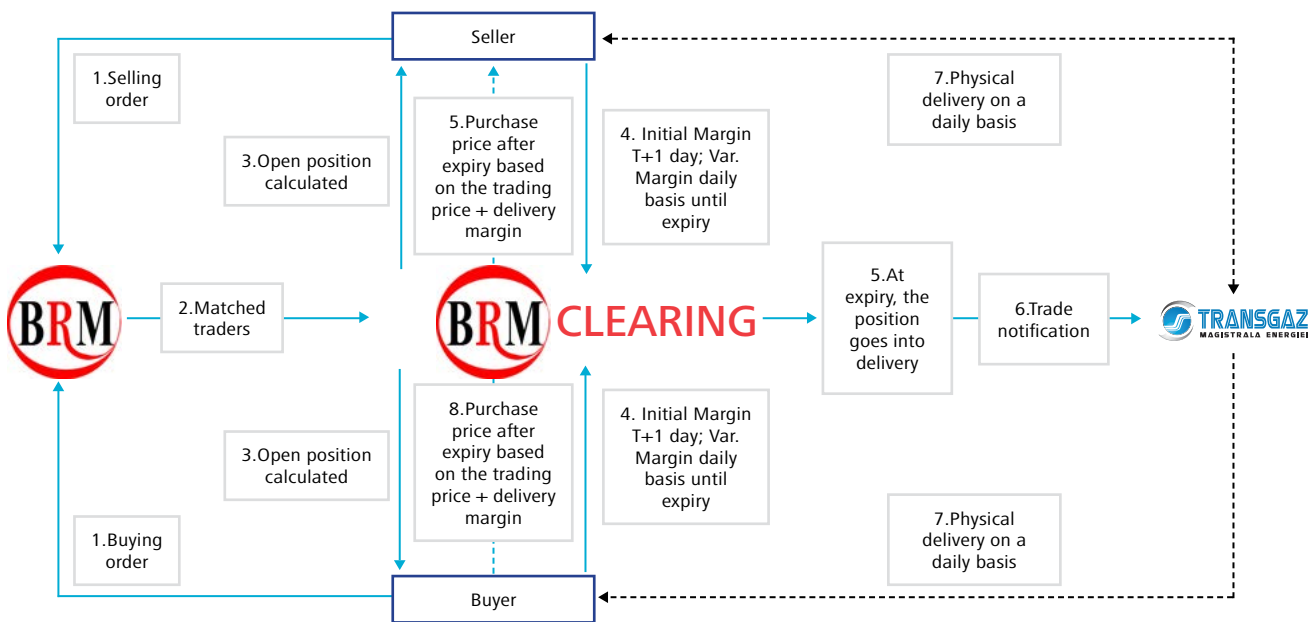 Seller
1.Selling
order
3.Open position
calculated
5.Purchase
price after
expiry based
on the trading
price + delivery
margin
4. Initial Margin
T+1 day; Var.
Margin daily
basis until
expiry
7.Physical
delivery on a
daily basis
BRM
2.Matched
traders
BRM CLEARING
5.At
expiry, the
position
goes into
delivery
6.Trade
notification
TRANSGAZ
MAGISTRALA ENERGIEI
3.Open position
calculated
8.Purchase
price after
expiry based
on the trading
price + delivery
margin
4. Initial Margin
T+1 day; Var.
Margin daily
basis until
expiry
1.Buying
order
7.Physical
delivery on a
daily basis
Buyer